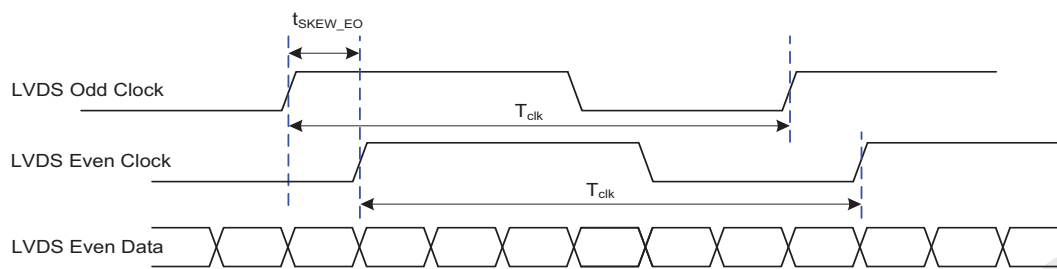 tSKEW_EO
LVDS Odd Clock
Tclk
LVDS Even Clock
Tclk
LVDS Even Data